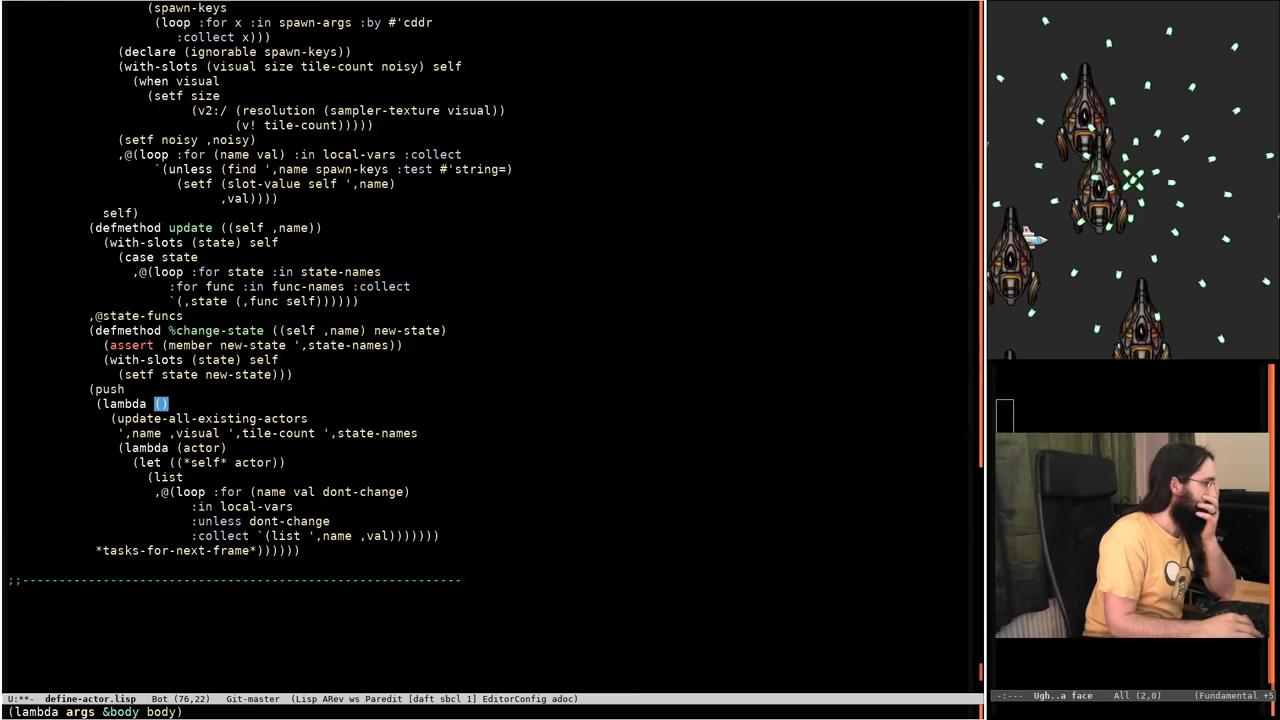 (spawn-keys
(loop :for x :in spawn-args :by #'cddr
:collect x)))
(declare (ignorable spawn-keys))
(with-slots (visual size tile-count noisy) self
(when visual
(setf size
(v2:/ (resolution (sampler-texture visual))
(v! tile-count)))))
(setf noisy ,noisy)
,@(loop :for (name val) :in local-vars :collect
`(unless (find ',name spawn-keys :test #'string=)
(setf (slot-value self ',name)
,val))))
self)
(defmethod update ((self ,name))
(with-slots (state) self
(case state
,@(loop :for state :in state-names
:for func :in func-names :collect
`(,state (,func self))))))
,@state-funcs
(defmethod %change-state ((self ,name) new-state)
(assert (member new-state ',state-names))
(with-slots (state) self
(setf state new-state)))
(push
(lambda ()
(update-all-existing-actors
',name ,visual ',tile-count ',state-names
(lambda (actor)
(let ((*self* actor))
(list
,@(loop :for (name val dont-change)
:in local-vars
:unless dont-change
:collect `(list ',name ,val)))))))
*tasks-for-next-frame*))))))
;;------------------------------------------------------------
U:**- define-actor.lisp Bot (76,22) Git-master (Lisp ARev ws Paredit [daft sbcl 1] EditorConfig adoc)
-:--- Ugh..a face All (2,0) (Fundamental +5
(lambda args &body body)